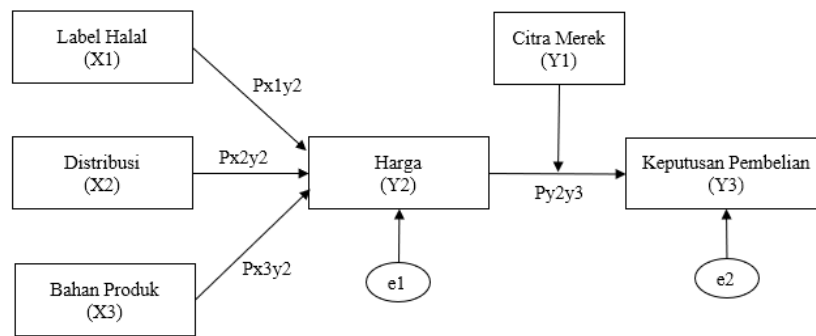 Label Halal
(X1)
Citra Merek
(Y1)
Px1y2
Distribusi
(X2)
Px2y2
Harga
(Y2)
Py2y3
Keputusan Pembelian
(Y3)
Px3y2
Bahan Produk
(X3)
e1
e2